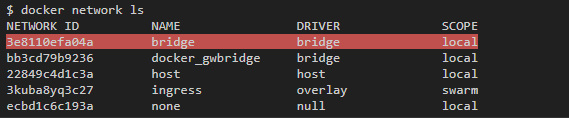 $ docker network ls
NETWORK ID NAME DRIVER SCOPE
3e8110efa04a bridge bridge local
bb3cd79b9236 docker_gwbridge bridge local
22849c4d1c3a host host local
3kuba8yq3c27 ingress overlay swarm
ecbd1c6c193a none null local